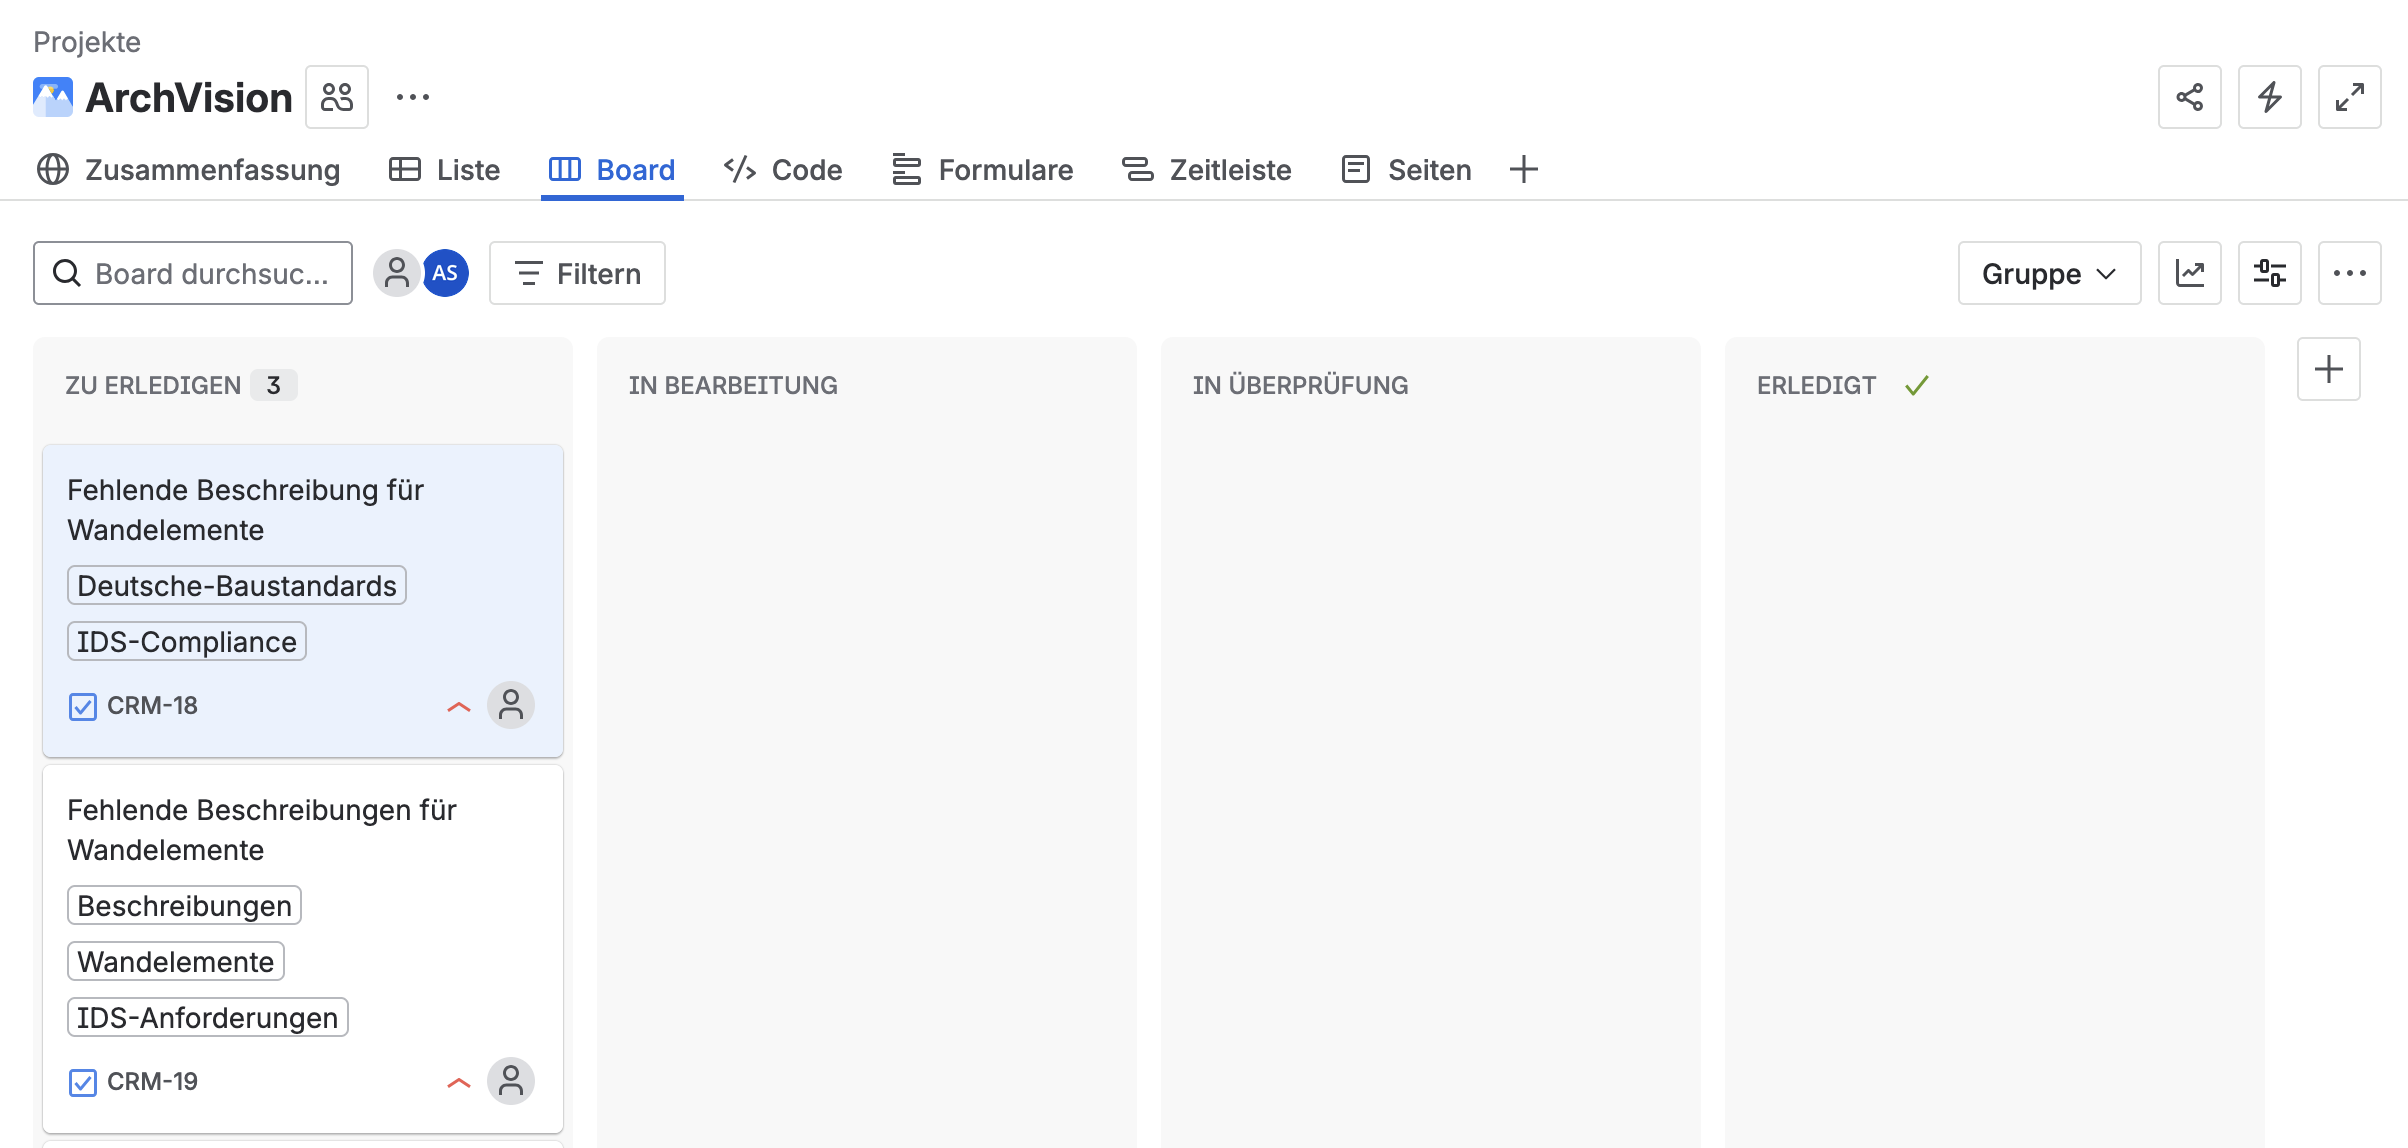 Projekte
ArchVision
Zusammenfassung
Liste
Board
Code
Formulare
Zeitleiste
Seiten
Board durchsuc...
AS
Filtern
Gruppe
ZU ERLEDIGEN 3
IN BEARBEITUNG
IN ÜBERPRÜFUNG
ERLEDIGT
Fehlende Beschreibung für
Wandelemente
Deutsche-Baustandards
IDS-Compliance
CRM-18
Fehlende Beschreibungen für
Wandelemente
Beschreibungen
Wandelemente
IDS-Anforderungen
CRM-19